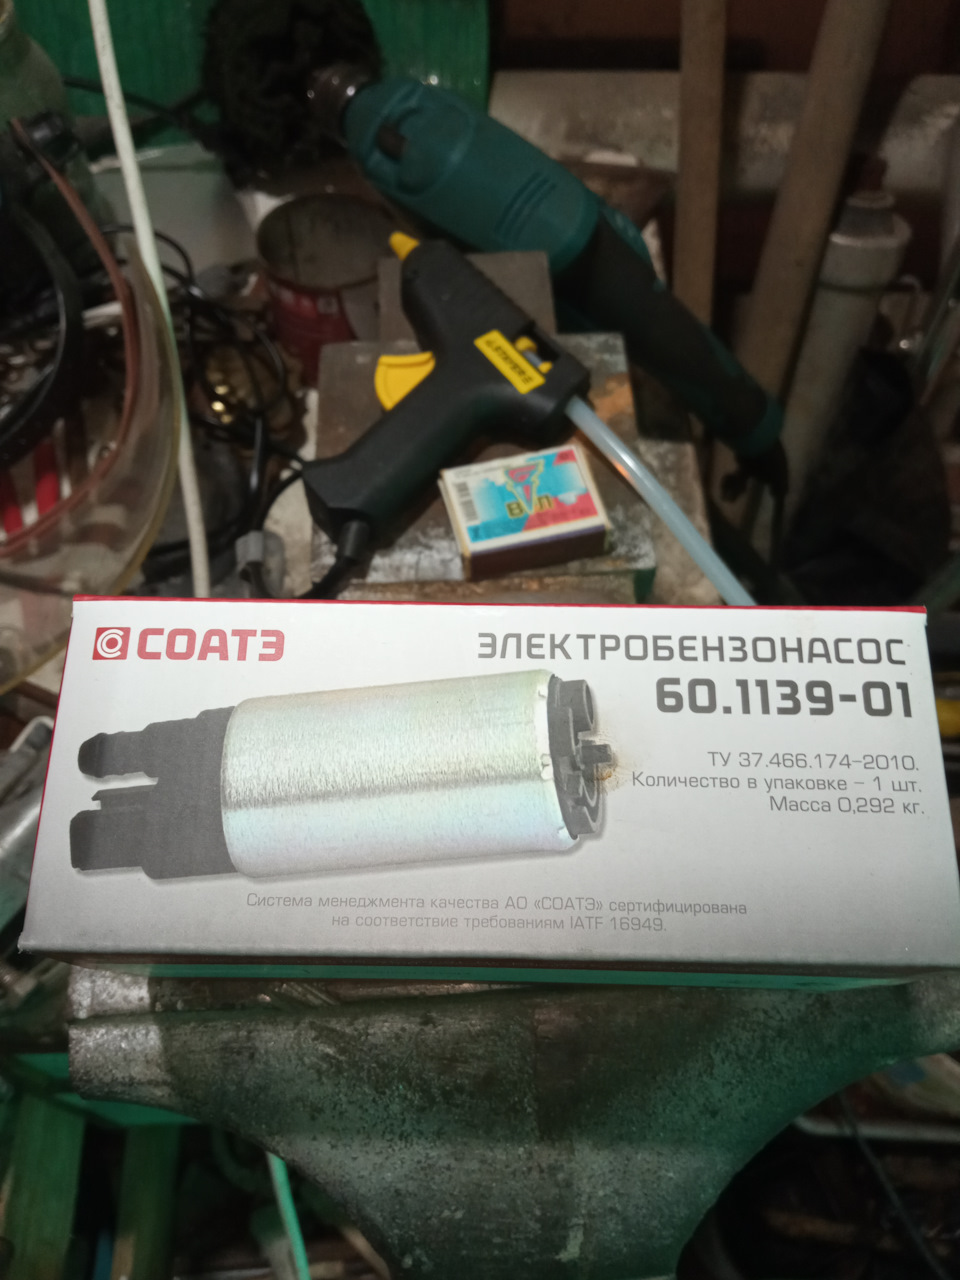 ВЛ
СОАТЭ
ЭЛЕКТРОБЕНЗОНАСОС
60.1139-01
ТУ 37.466.174-2010.
Количество в упаковке – 1 шт.
Масса 0,292 кг.
Система менеджмента качества АО «СОАТЭ» сертифицирована
на соответствие требованиям IATF 16949.